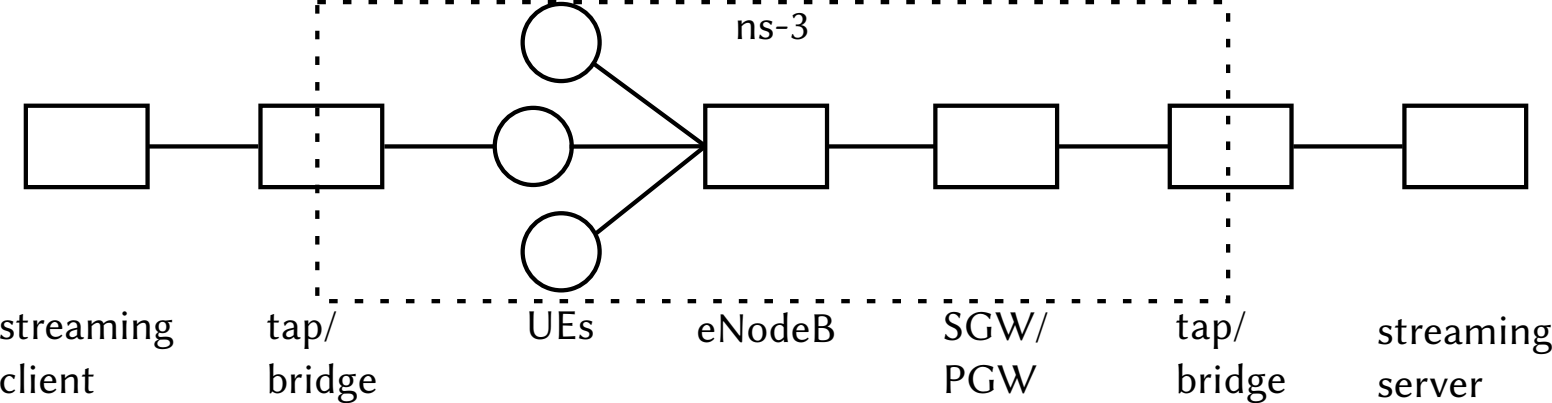 ns-3
streaming
client
tap/
bridge
UEs
eNodeB
SGW/
PGW
tap/
bridge
streaming
server